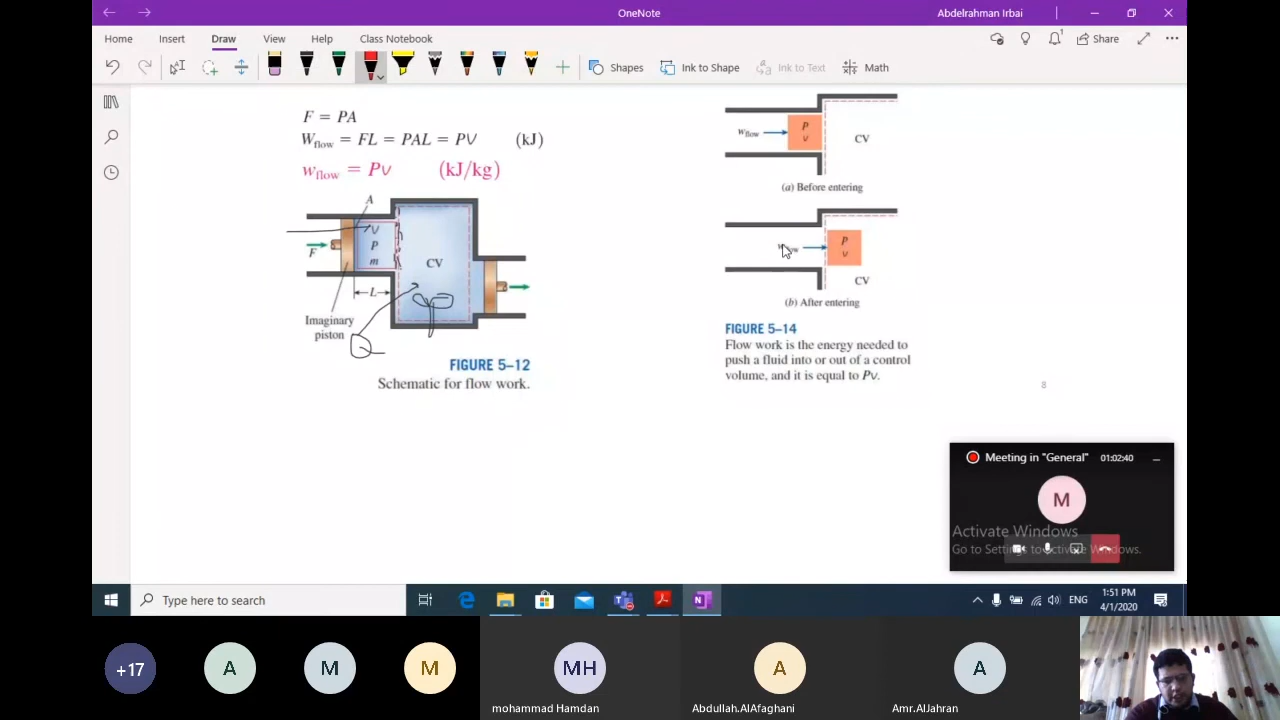 OneNote
Abdelrahman Irbai
Home Insert Draw View Help Class Notebook
Share
Shapes Ink to Shape Ink to Text Math
F = PA
W flow = FL = PAL = PV (kJ)
w flow = Pv (kJ/kg)
A
V
P
m
F
CV
L
Imaginary
piston
FIGURE 5–12
Schematic for flow work.
w flow
P
v
CV
(a) Before entering
P
v
CV
(b) After entering
FIGURE 5–14
Flow work is the energy needed to
push a fluid into or out of a control
volume, and it is equal to Pv.
8
Meeting in "General" 01:02:40
M
Activate Windows
Go to Settings to activate Windows.
Type here to search
ENG
1:51 PM
4/1/2020
+17 A M M MH A A
mohammad Hamdan Abdullah.AlAfaghani Amr.AlJahran